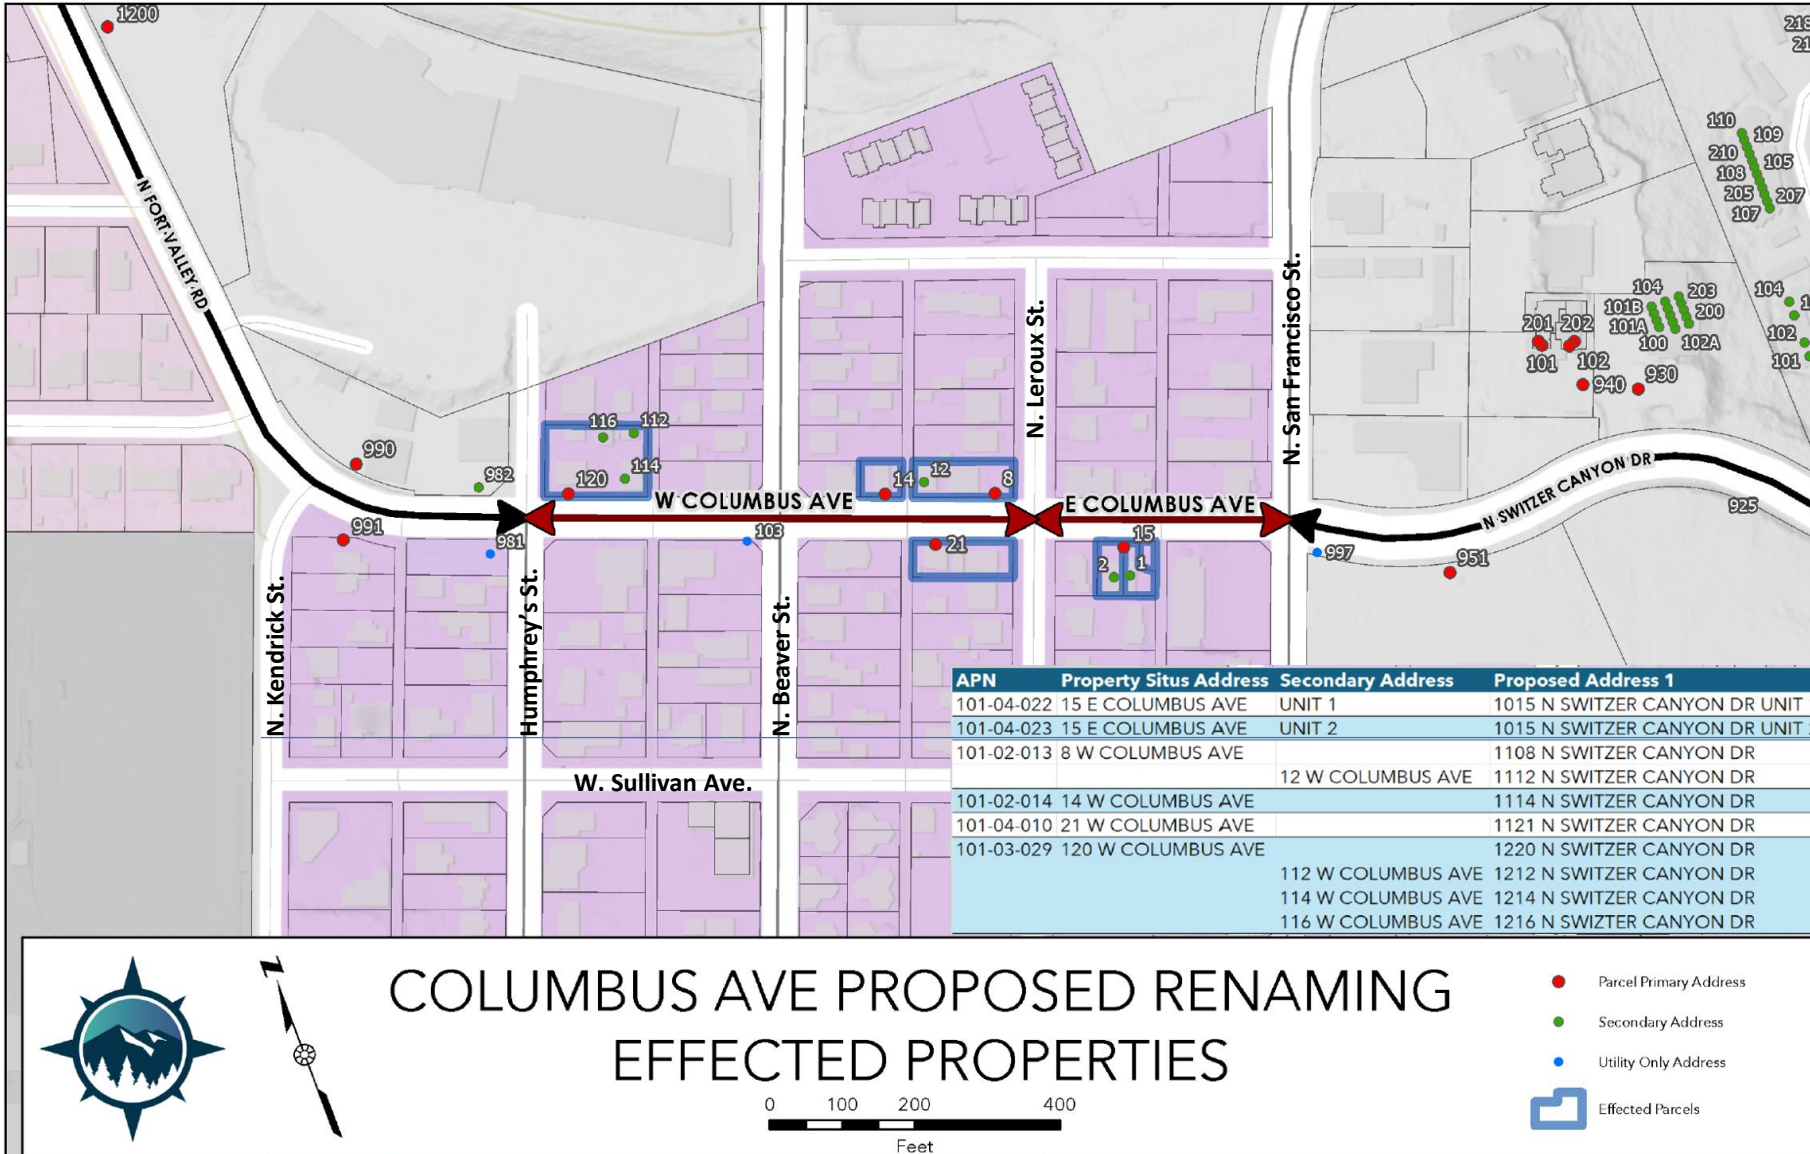 1200
218
21
N FORT VALLEY RD
110
109
210
105
108
205
207
107
N. San Francisco St.
N. Leroux St.
104
203
101B
200
101A
100
102A
104
1
102
101
201
202
101
102
940
930
116
112
114
120
990
982
14
12
8
W COLUMBUS AVE
E COLUMBUS AVE
N SWITZER CANYON DR
925
991
981
103
21
15
2
1
997
951
N. Kendrick St.
Humphrey's St.
N. Beaver St.
W. Sullivan Ave.
APN Property Situs Address Secondary Address Proposed Address 1
101-04-022 15 E COLUMBUS AVE UNIT 1 1015 N SWITZER CANYON DR UNIT
101-04-023 15 E COLUMBUS AVE UNIT 2 1015 N SWITZER CANYON DR UNIT
101-02-013 8 W COLUMBUS AVE 1108 N SWITZER CANYON DR
12 W COLUMBUS AVE 1112 N SWITZER CANYON DR
101-02-014 14 W COLUMBUS AVE 1114 N SWITZER CANYON DR
101-04-010 21 W COLUMBUS AVE 1121 N SWITZER CANYON DR
101-03-029 120 W COLUMBUS AVE 1220 N SWITZER CANYON DR
112 W COLUMBUS AVE 1212 N SWITZER CANYON DR
114 W COLUMBUS AVE 1214 N SWITZER CANYON DR
116 W COLUMBUS AVE 1216 N SWIZTER CANYON DR
N
COLUMBUS AVE PROPOSED RENAMING
EFFECTED PROPERTIES
0 100 200 400
Feet
Parcel Primary Address
Secondary Address
Utility Only Address
Effected Parcels